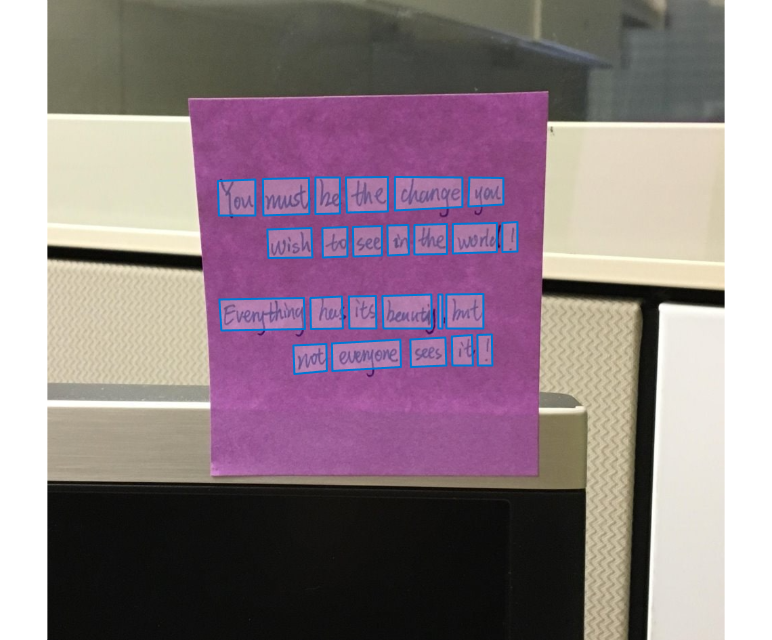 You must be the change you
wish to see in the world!
Everything has its beauty, but
not everyone sees it!